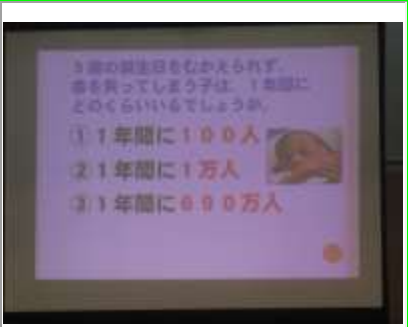 ５歳の誕生日をむかえられず、
命を失ってしまう子は、１年間に
どのくらいいるでしょうか。
①１年間に１００人
②１年間に１万人
③１年間に６９０万人